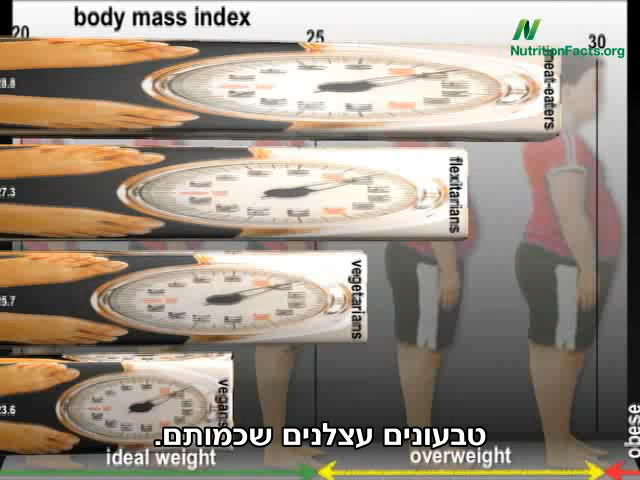 body mass index
20
25
30
NutritionFacts.org
meat-eaters
28.8
flexitarians
27.3
vegetarians
25.7
vegans
23.6
טבעונים עצלנים שכמותם.
ideal weight
overweight
obese